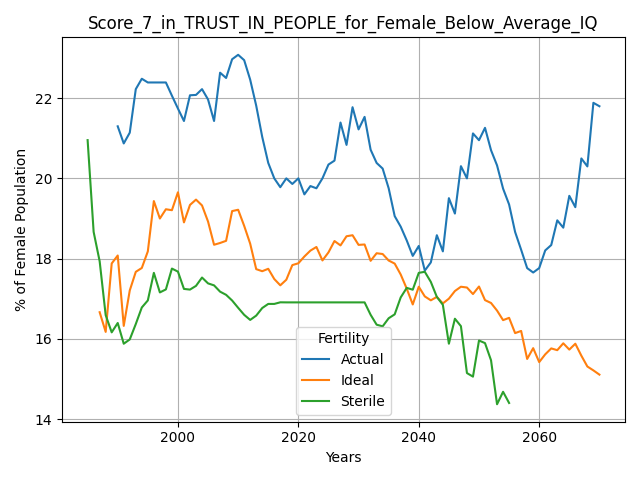 Score_7_in_TRUST_IN_PEOPLE_for_Female_Below_Average_IQ
% of Female Population
22
20
18
16
14
Fertility
Actual
Ideal
Sterile
2000 2020 2040 2060
Years